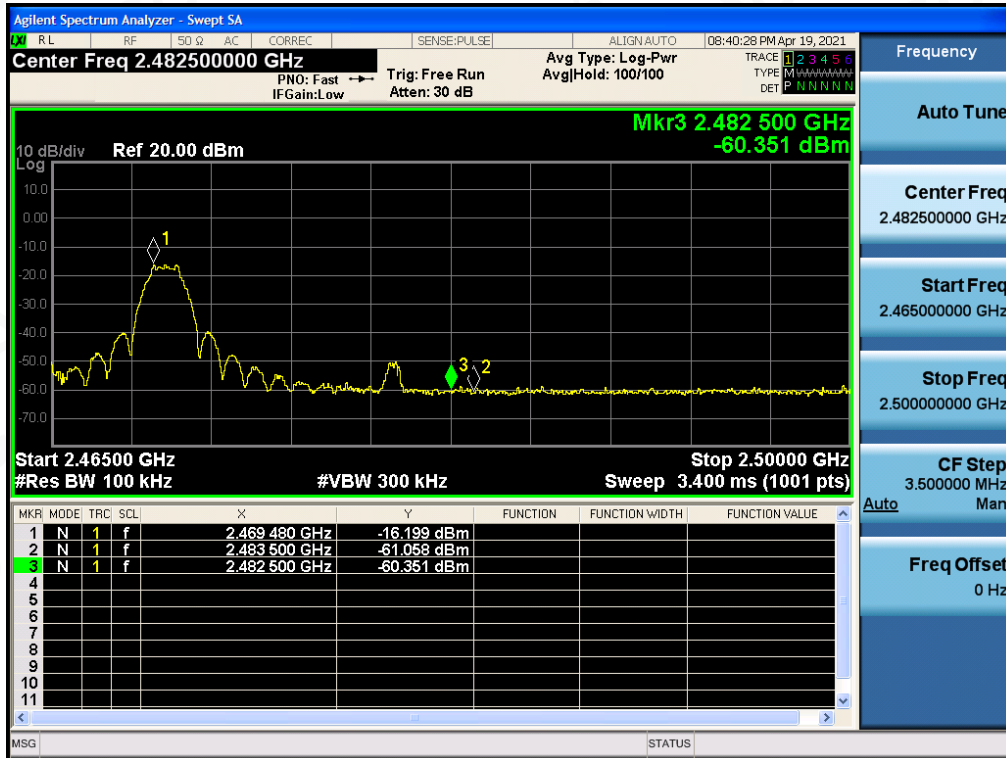 Agilent Spectrum Analyzer - Swept SA
LXI RL RF 50 Ω AC CORREC SENSE:PULSE ALIGN AUTO 08:40:28 PM Apr 19, 2021
Center Freq 2.482500000 GHz
PNO: Fast
IFGain:Low
Trig: Free Run
Atten: 30 dB
Avg Type: Log-Pwr
Avg|Hold: 100/100
TRACE 1 2 3 4 5 6
TYPE M WWWWW
DET P N N N N N
Mkr3 2.482 500 GHz
-60.351 dBm
10 dB/div Ref 20.00 dBm
Log
10.0
0.00
-10.0
-20.0
-30.0
-40.0
-50.0
-60.0
-70.0
1
3
2
Start 2.46500 GHz Stop 2.50000 GHz
#Res BW 100 kHz #VBW 300 kHz Sweep 3.400 ms (1001 pts)
MKR MODE TRC SCL X Y FUNCTION FUNCTION WIDTH FUNCTION VALUE
1 N 1 f 2.469 480 GHz -16.199 dBm
2 N 1 f 2.483 500 GHz -61.058 dBm
3 N 1 f 2.482 500 GHz -60.351 dBm
4
5
6
7
8
9
10
11
MSG STATUS
Frequency
Auto Tune
Center Freq
2.482500000 GHz
Start Freq
2.465000000 GHz
Stop Freq
2.500000000 GHz
CF Step
3.500000 MHz
Auto Man
Freq Offset
0 Hz